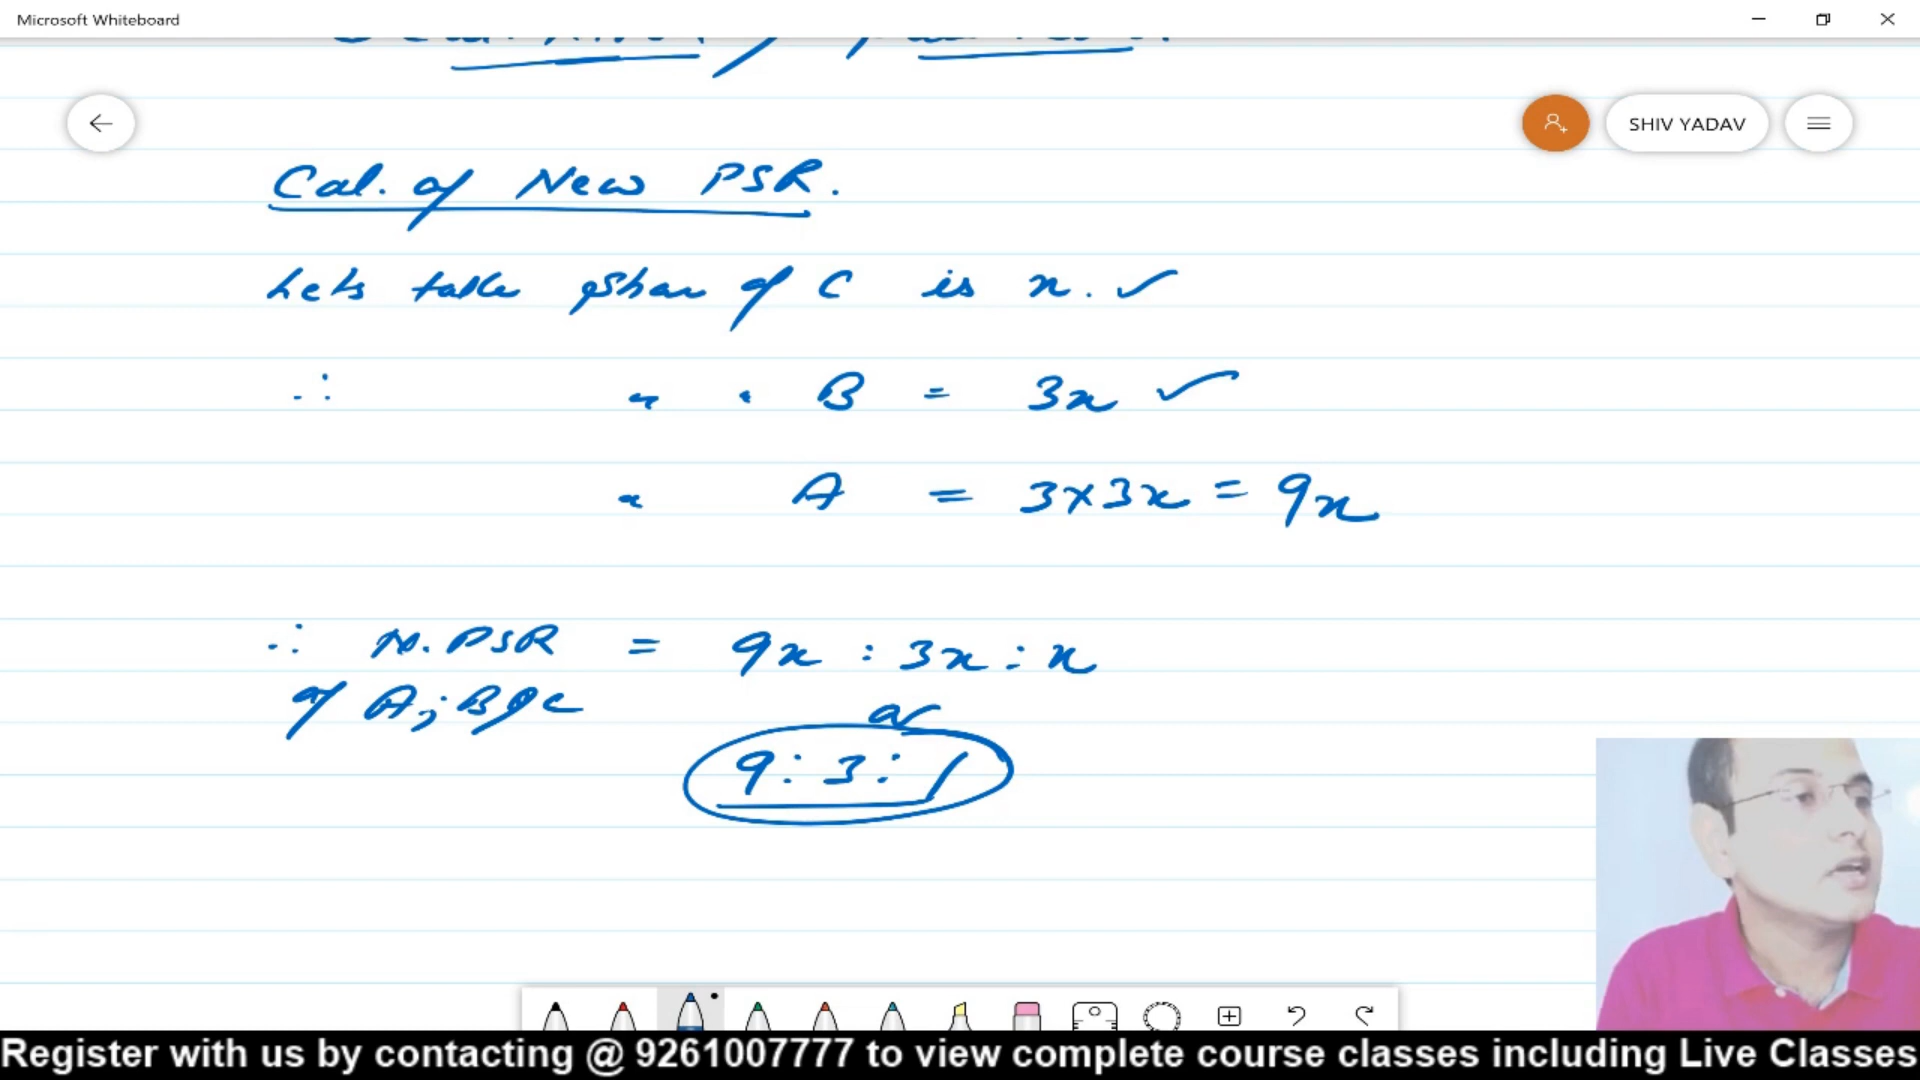 Microsoft Whiteboard
SHIV YADAV
Cal. of New PSR.
Lets take share of C is x. ✓
∴ " " B = 3x ✓
" A = 3×3x = 9x
∴ N. PSR = 9x : 3x : x
of A, B & C
or
9 : 3 : 1
Register with us by contacting @ 9261007777 to view complete course classes including Live Classes